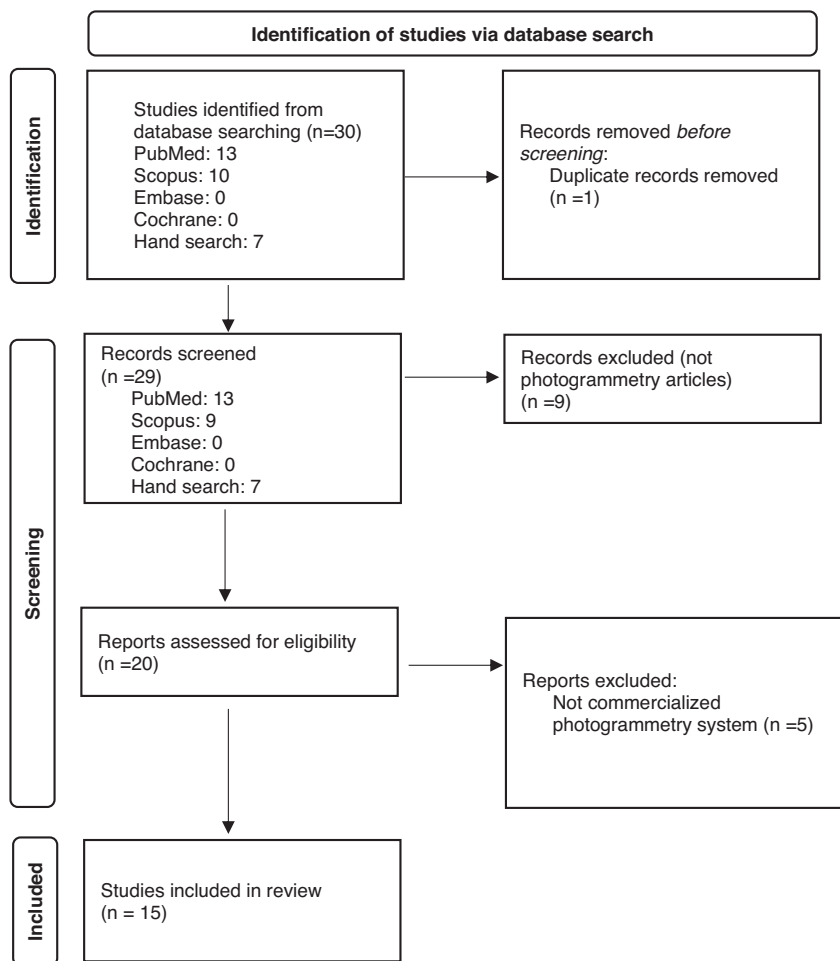 Identification of studies via database search
Identification
Studies identified from
database searching (n=30)
PubMed: 13
Scopus: 10
Embase: 0
Cochrane: 0
Hand search: 7
Records removed before
screening:
Duplicate records removed
(n =1)
Screening
Records screened
(n =29)
PubMed: 13
Scopus: 9
Embase: 0
Cochrane: 0
Hand search: 7
Records excluded (not
photogrammetry articles)
(n =9)
Reports assessed for eligibility
(n =20)
Reports excluded:
Not commercialized
photogrammetry system (n =5)
Included
Studies included in review
(n = 15)